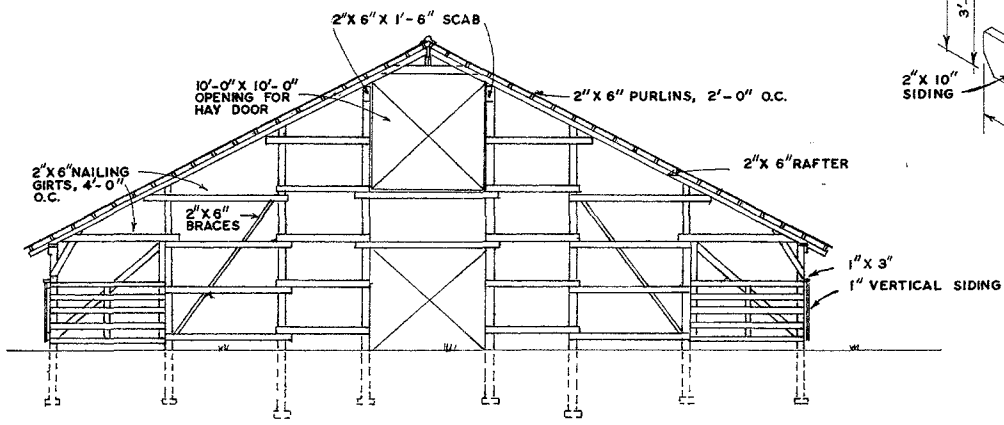 2"X 6" X 1'-6" SCAB
3'-
10'-0" X 10'-0"
OPENING FOR
HAY DOOR
2"X 6" PURLINS, 2'-0" O.C.
2"X 10"
SIDING
2"X 6" NAILING
GIRTS, 4'-0"
O.C.
2"X 6" RAFTER
2"X 6"
BRACES
1"X 3"
1" VERTICAL SIDING